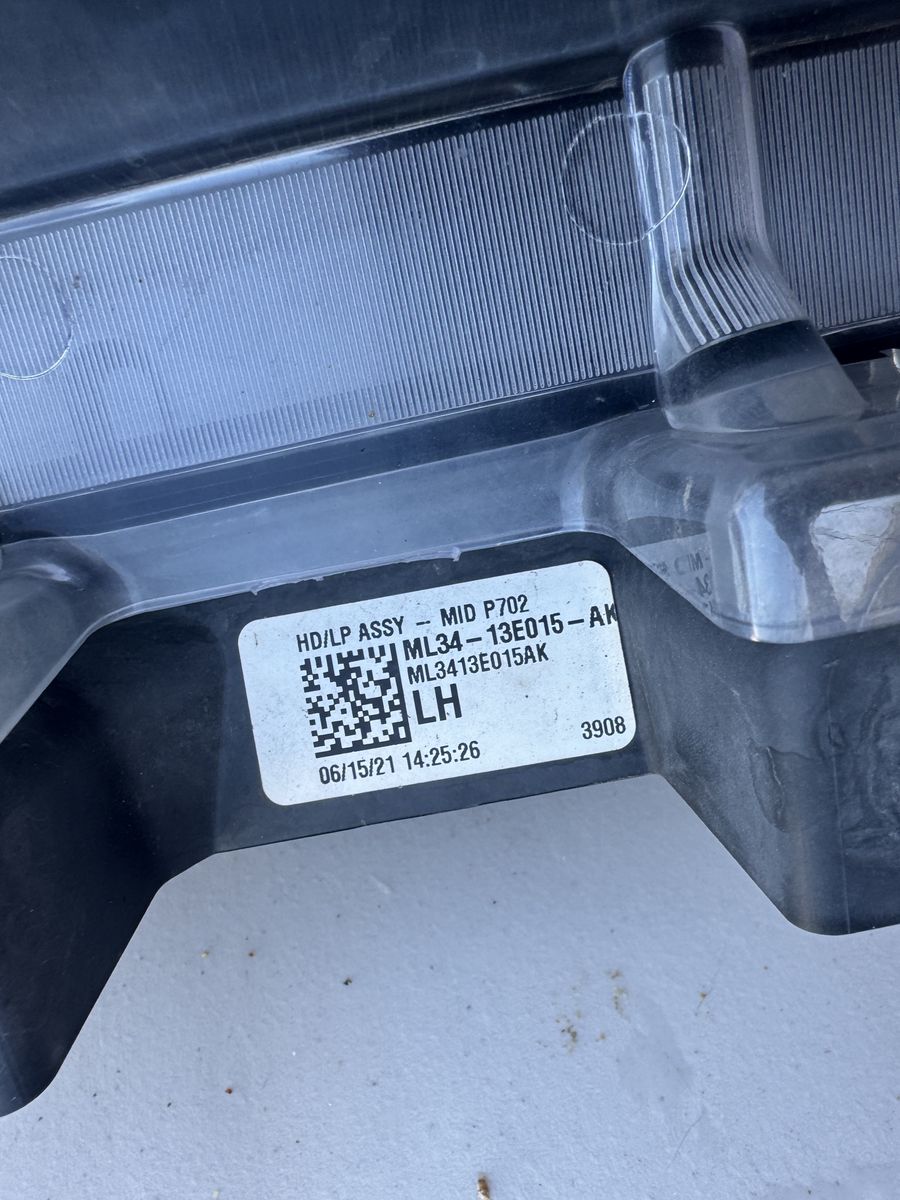 HD/LP ASSY – MID P702
ML34-13E015-AK
ML3413E015AK
LH
3908
06/15/21 14:25:26